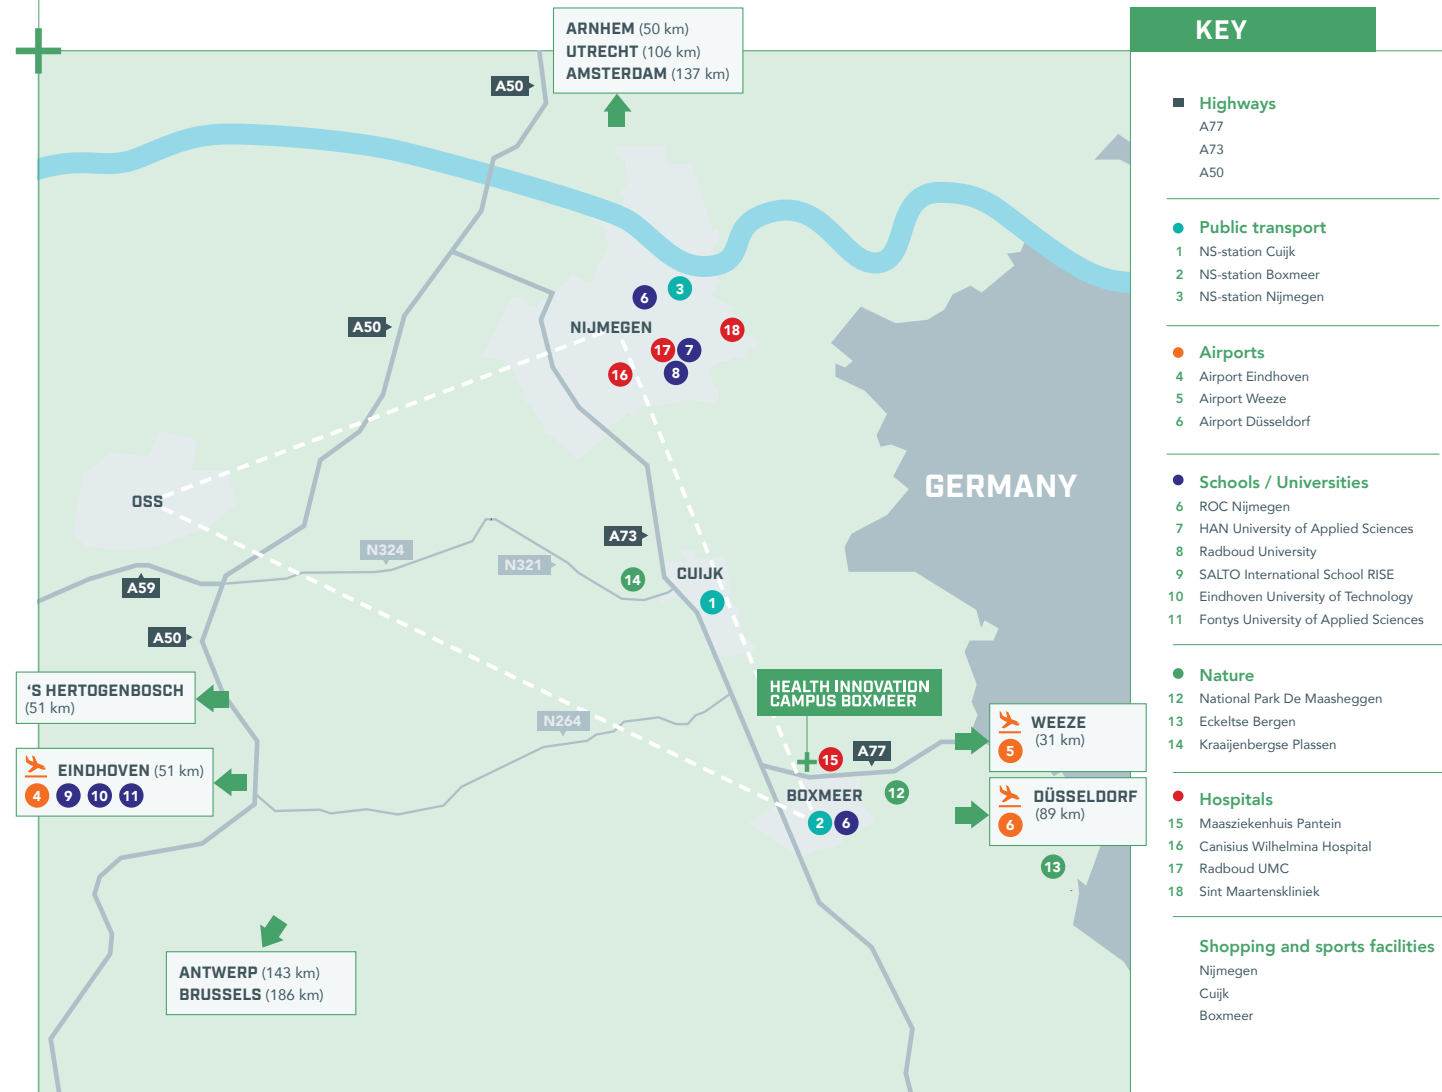 ARNHEM (50 km)
UTRECHT (106 km)
AMSTERDAM (137 km)
A50
3
6
NIJMEGEN
18
17
7
16
8
A50
GERMANY
OSS
A73
N324
N321
14
CUIJK
A59
1
A50
'S HERTOGENBOSCH
(51 km)
HEALTH INNOVATION
CAMPUS BOXMEER
N264
WEEZE
(31 km)
5
15
A77
EINDHOVEN (51 km)
4
9
10
11
BOXMEER
12
2
6
DÜSSELDORF
(89 km)
6
13
ANTWERP (143 km)
BRUSSELS (186 km)
KEY
Highways
A77
A73
A50
Public transport
1 NS-station Cuijk
2 NS-station Boxmeer
3 NS-station Nijmegen
Airports
4 Airport Eindhoven
5 Airport Weeze
6 Airport Düsseldorf
Schools / Universities
6 ROC Nijmegen
7 HAN University of Applied Sciences
8 Radboud University
9 SALTO International School RISE
10 Eindhoven University of Technology
11 Fontys University of Applied Sciences
Nature
12 National Park De Maasheggen
13 Eckeltse Bergen
14 Kraaijenbergse Plassen
Hospitals
15 Maasziekenhuis Pantein
16 Canisius Wilhelmina Hospital
17 Radboud UMC
18 Sint Maartenskliniek
Shopping and sports facilities
Nijmegen
Cuijk
Boxmeer